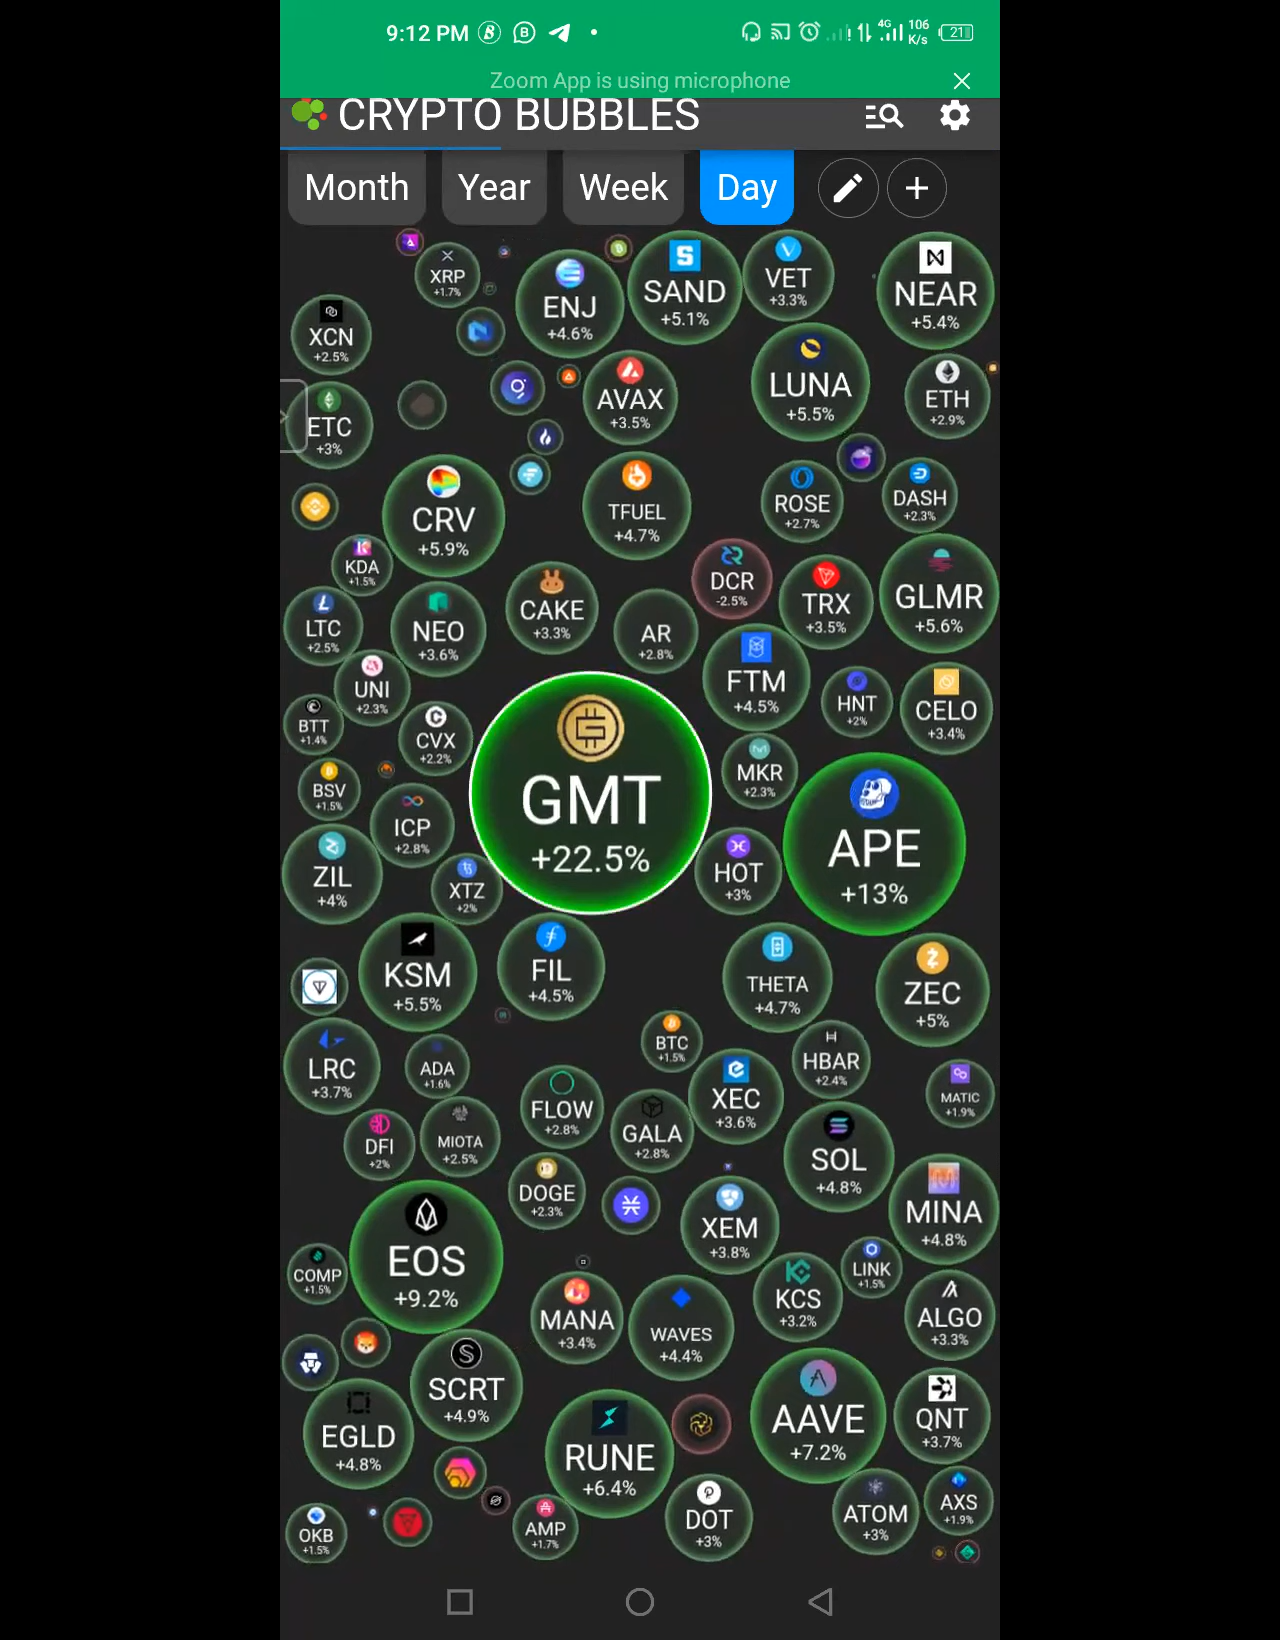 9:12 PM
4G
106
K/s
21
Zoom App is using microphone
CRYPTO BUBBLES
Month
Year
Week
Day
XRP
+1.7%
ENJ
+4.6%
SAND
+5.1%
VET
+3.3%
NEAR
+5.4%
XCN
+2.5%
AVAX
+3.5%
LUNA
+5.5%
ETH
+2.9%
ETC
+3%
CRV
+5.9%
TFUEL
+4.7%
ROSE
+2.7%
DASH
+2.3%
KDA
+1.5%
CAKE
+3.3%
DCR
-2.5%
TRX
+3.5%
GLMR
+5.6%
LTC
+2.5%
NEO
+3.6%
AR
+2.8%
UNI
+2.3%
FTM
+4.5%
HNT
+2%
CELO
+3.4%
BTT
+1.4%
CVX
+2.2%
GMT
+22.5%
MKR
+2.3%
BSV
+1.5%
ICP
+2.8%
APE
+13%
ZIL
+4%
XTZ
+2%
HOT
+3%
KSM
+5.5%
FIL
+4.5%
THETA
+4.7%
ZEC
+5%
LRC
+3.7%
ADA
+1.6%
BTC
+1.5%
HBAR
+2.4%
XEC
+3.6%
MATIC
+1.9%
FLOW
+2.8%
GALA
+2.8%
DFI
+2%
MIOTA
+2.5%
SOL
+4.8%
DOGE
+2.3%
XEM
+3.8%
MINA
+4.8%
EOS
+9.2%
COMP
+1.5%
LINK
+1.5%
MANA
+3.4%
WAVES
+4.4%
KCS
+3.2%
ALGO
+3.3%
SCRT
+4.9%
AAVE
+7.2%
QNT
+3.7%
EGLD
+4.8%
RUNE
+6.4%
OKB
+1.5%
AMP
+1.7%
DOT
+3%
ATOM
+3%
AXS
+1.9%